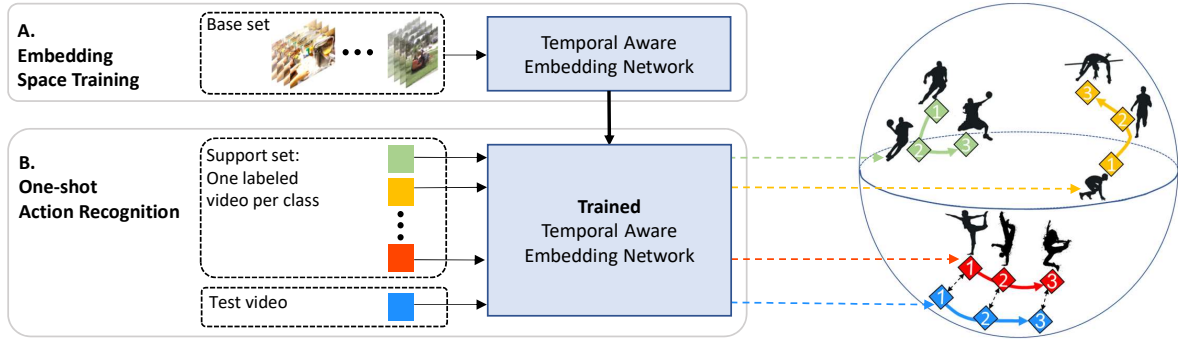 A.
Embedding
Space Training
Base set
Temporal Aware
Embedding Network
B.
One-shot
Action Recognition
Support set:
One labeled
video per class
Test video
Trained
Temporal Aware
Embedding Network
1
2
3
3
2
1
1
2
3
1
2
3